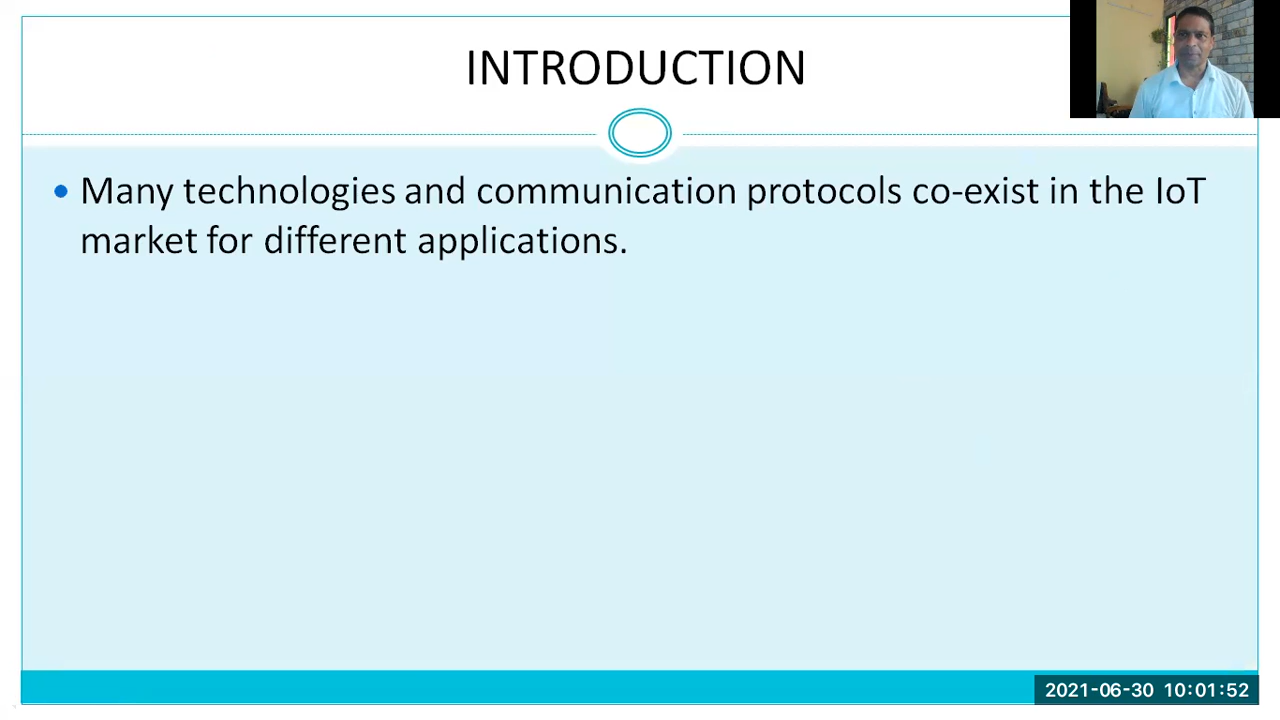 INTRODUCTION
• Many technologies and communication protocols co-exist in the IoT
market for different applications.
2021-06-30 10:01:52